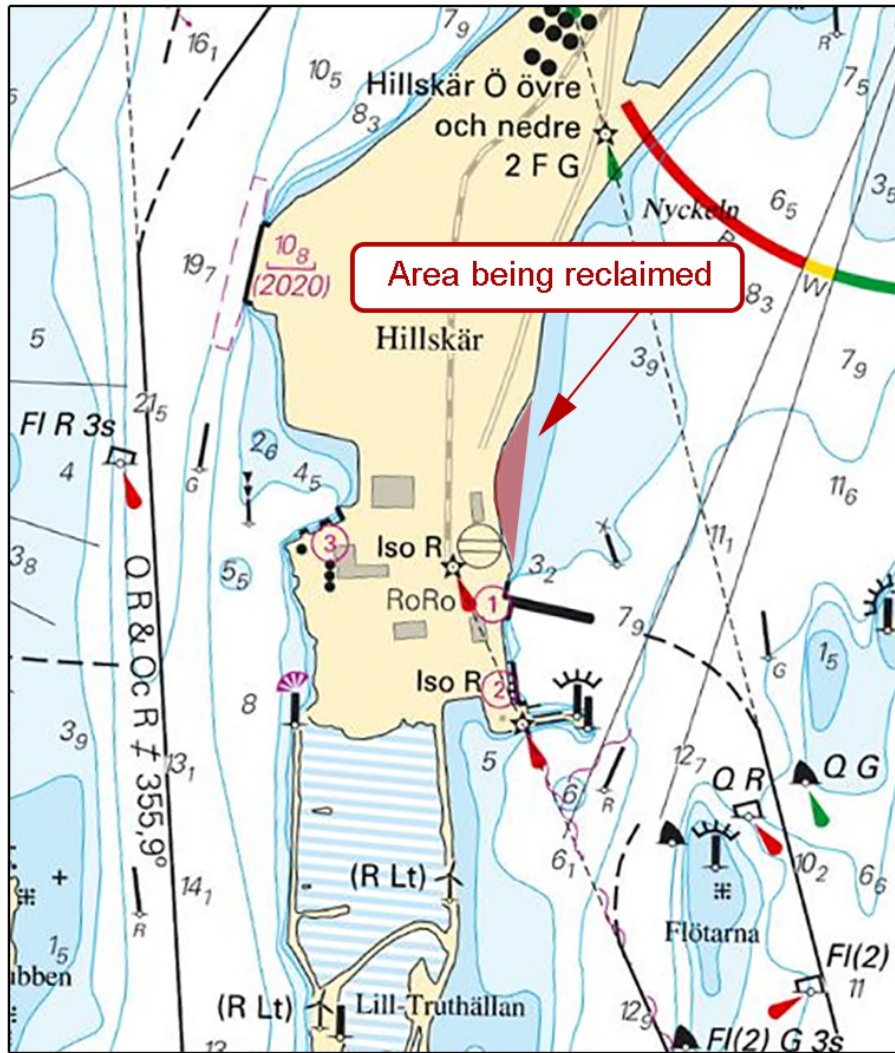 16₁
7₉
R
10₅
8₃
Hillskär Ö övre
och nedre
2 F G
7₅
Nyckeln
6₅
3₅
R
W
19₇
10₈
(2020)
Area being reclaimed
8₃
5
Hillskär
3₉
7₉
21₅
Fl R 3s
4
G
2₆
4₅
11₆
11₁
3₈
5₅
3
Iso R
3₂
RoRo
1
7₉
1₅
G
Q R & Oc R ≠ 355,9°
8
Iso R
2
3₉
13₁
5
12₇
Q R
Q G
6
R
6₁
14₁
(R Lt)
10₂
6₆
R
Flötarna
1₅
ubben
Fl(2)
11
(R Lt)
Lill-Truthällan
12₉
Fl(2) G 3s